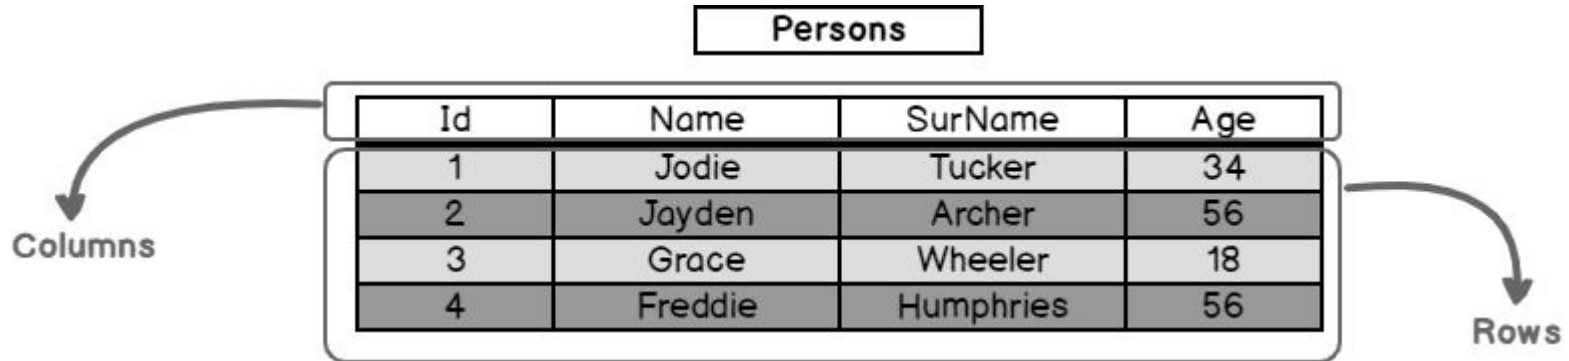 Persons
Id Name SurName Age
1 Jodie Tucker 34
2 Jayden Archer 56
Columns
3 Grace Wheeler 18
4 Freddie Humphries 56
Rows